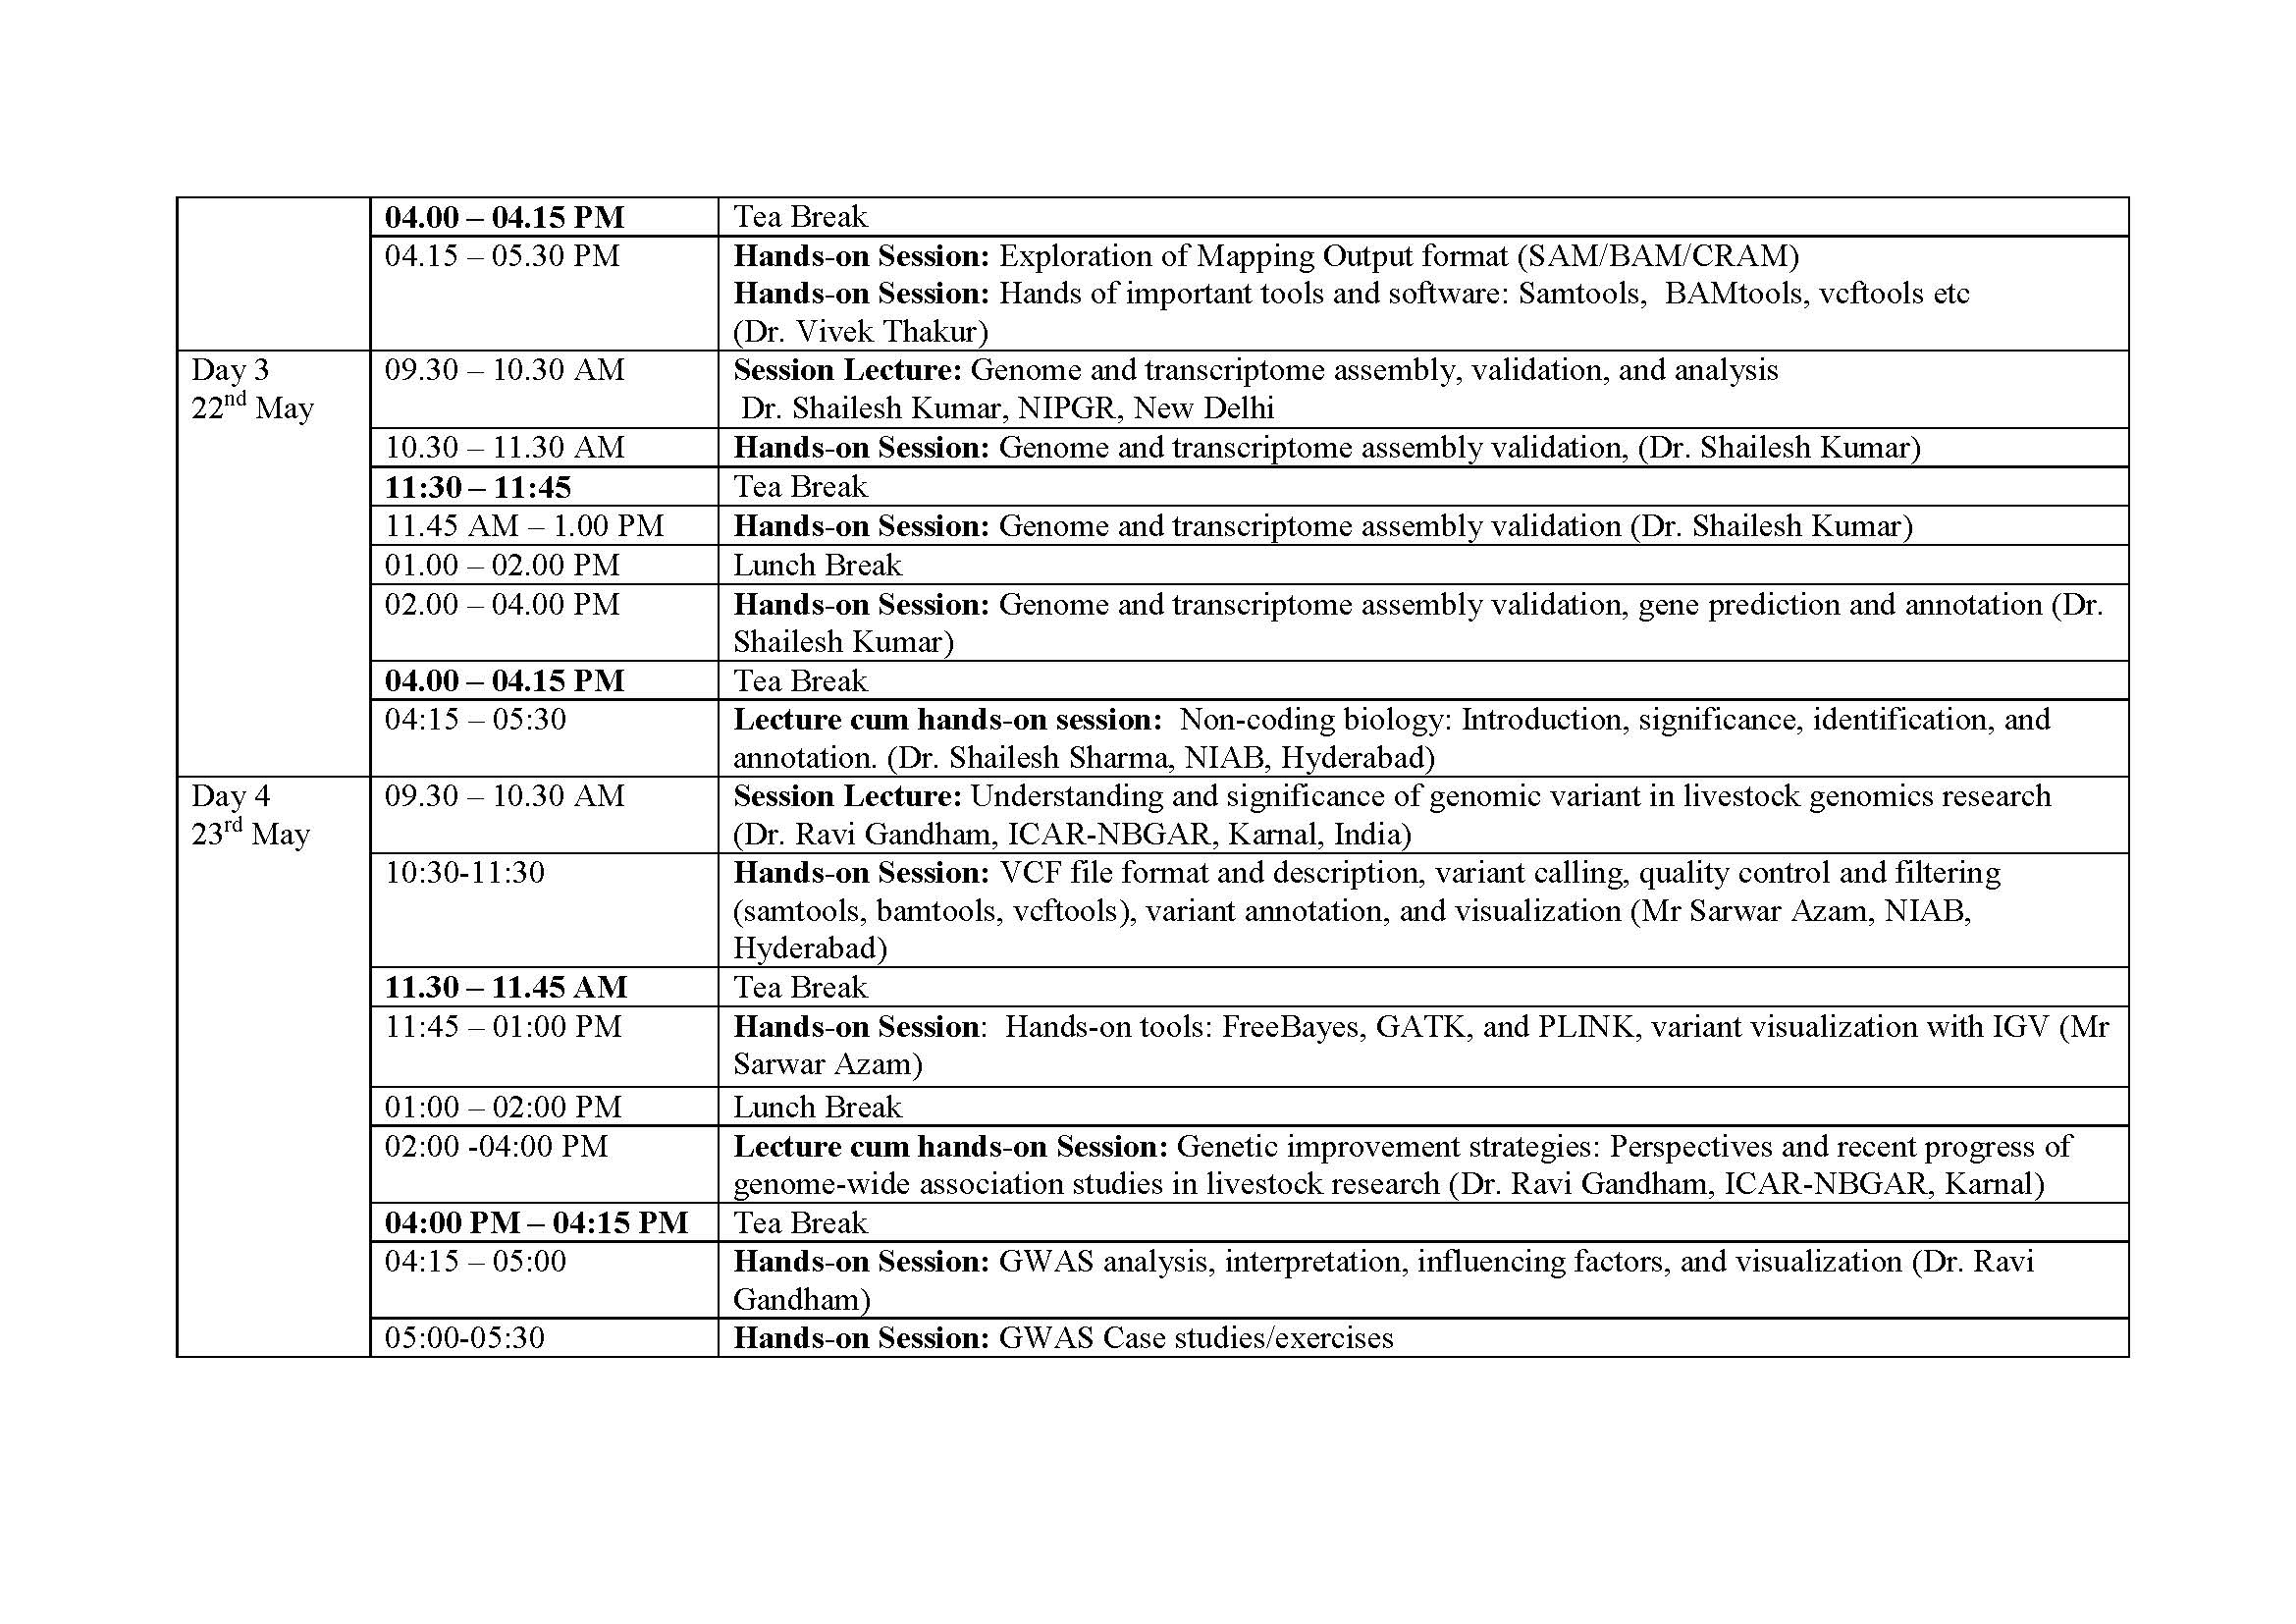 04.00 – 04.15 PM Tea Break
04.15 – 05.30 PM Hands-on Session: Exploration of Mapping Output format (SAM/BAM/CRAM)
Hands-on Session: Hands of important tools and software: Samtools,  BAMtools, vcftools etc
(Dr. Vivek Thakur)
Day 3 09.30 – 10.30 AM Session Lecture: Genome and transcriptome assembly, validation, and analysis
22nd May Dr. Shailesh Kumar, NIPGR, New Delhi
10.30 – 11.30 AM Hands-on Session: Genome and transcriptome assembly validation, (Dr. Shailesh Kumar)
11:30 – 11:45 Tea Break
11.45 AM – 1.00 PM Hands-on Session: Genome and transcriptome assembly validation (Dr. Shailesh Kumar)
01.00 – 02.00 PM Lunch Break
02.00 – 04.00 PM Hands-on Session: Genome and transcriptome assembly validation, gene prediction and annotation (Dr.
Shailesh Kumar)
04.00 – 04.15 PM Tea Break
04:15 – 05:30 Lecture cum hands-on session:  Non-coding biology: Introduction, significance, identification, and
annotation. (Dr. Shailesh Sharma, NIAB, Hyderabad)
Day 4 09.30 – 10.30 AM Session Lecture: Understanding and significance of genomic variant in livestock genomics research
23rd May (Dr. Ravi Gandham, ICAR-NBGAR, Karnal, India)
10:30-11:30 Hands-on Session: VCF file format and description, variant calling, quality control and filtering
(samtools, bamtools, vcftools), variant annotation, and visualization (Mr Sarwar Azam, NIAB,
Hyderabad)
11.30 – 11.45 AM Tea Break
11:45 – 01:00 PM Hands-on Session:  Hands-on tools: FreeBayes, GATK, and PLINK, variant visualization with IGV (Mr
Sarwar Azam)
01:00 – 02:00 PM Lunch Break
02:00 -04:00 PM Lecture cum hands-on Session: Genetic improvement strategies: Perspectives and recent progress of
genome-wide association studies in livestock research (Dr. Ravi Gandham, ICAR-NBGAR, Karnal)
04:00 PM – 04:15 PM Tea Break
04:15 – 05:00 Hands-on Session: GWAS analysis, interpretation, influencing factors, and visualization (Dr. Ravi
Gandham)
05:00-05:30 Hands-on Session: GWAS Case studies/exercises